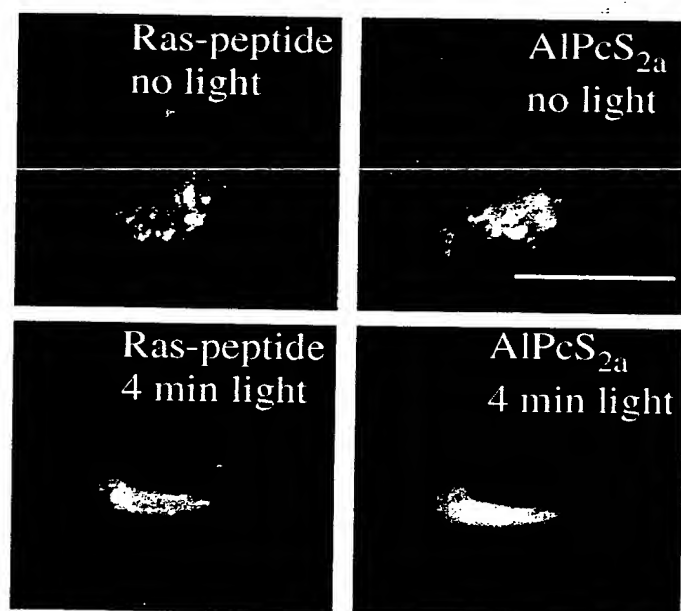 Ras-peptide
no light
AlPcS2a
no light
Ras-peptide
4 min light
AlPcS2a
4 min light